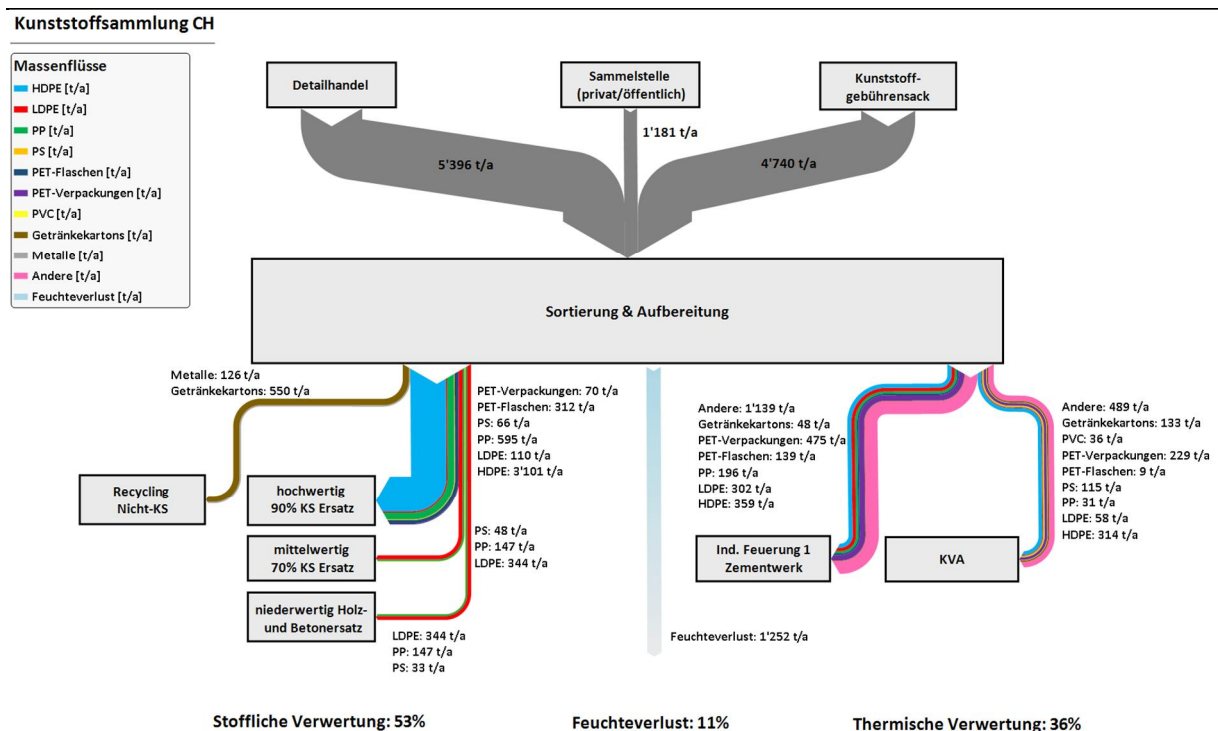 Kunststoffsammlung CH
Massenflüsse
HDPE [t/a]
LDPE [t/a]
PP [t/a]
PS [t/a]
PET-Flaschen [t/a]
PET-Verpackungen [t/a]
PVC [t/a]
Getränkekartons [t/a]
Metalle [t/a]
Andere [t/a]
Feuchteverlust [t/a]
Detailhandel
Sammelstelle
(privat/öffentlich)
Kunststoff-
gebührensack
5'396 t/a
1'181 t/a
4'740 t/a
Sortierung & Aufbereitung
Metalle: 126 t/a
Getränkekartons: 550 t/a
PET-Verpackungen: 70 t/a
PET-Flaschen: 312 t/a
PS: 66 t/a
PP: 595 t/a
LDPE: 110 t/a
HDPE: 3'101 t/a
Andere: 1'139 t/a
Getränkekartons: 48 t/a
PET-Verpackungen: 475 t/a
PET-Flaschen: 139 t/a
PP: 196 t/a
LDPE: 302 t/a
HDPE: 359 t/a
Andere: 489 t/a
Getränkekartons: 133 t/a
PVC: 36 t/a
PET-Verpackungen: 229 t/a
PET-Flaschen: 9 t/a
PS: 115 t/a
PP: 31 t/a
LDPE: 58 t/a
HDPE: 314 t/a
Recycling
Nicht-KS
hochwertig
90% KS Ersatz
PS: 48 t/a
PP: 147 t/a
LDPE: 344 t/a
mittelwertig
70% KS Ersatz
Ind. Feuerung 1
Zementwerk
KVA
niederwertig Holz-
und Betonersatz
LDPE: 344 t/a
PP: 147 t/a
PS: 33 t/a
Feuchteverlust: 1'252 t/a
Stoffliche Verwertung: 53%
Feuchteverlust: 11%
Thermische Verwertung: 36%